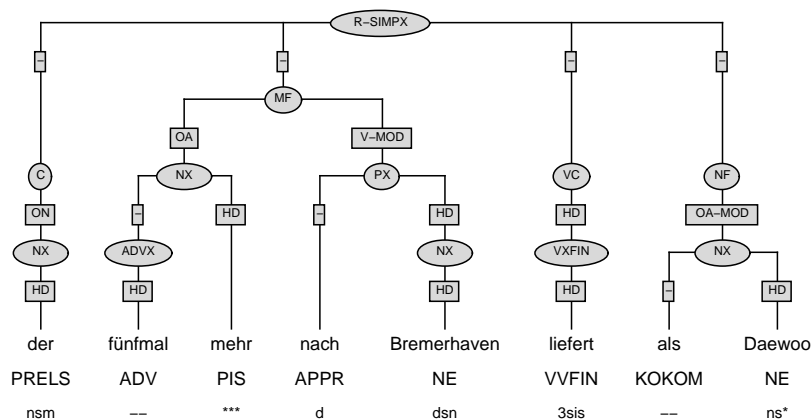 R–SIMPX
– – – –
MF
OA V–MOD
C NX PX VC NF
ON – HD – HD HD OA–MOD
NX ADVX NX VXFIN NX
HD HD HD HD – HD
der fünfmal mehr nach Bremerhaven liefert als Daewoo
PRELS ADV PIS APPR NE VVFIN KOKOM NE
nsm –– *** d dsn 3sis –– ns*